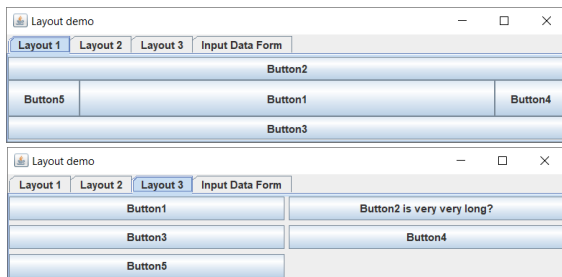 Layout demo
Layout 1 Layout 2 Layout 3 Input Data Form
Button2
Button5 Button1 Button4
Button3
Layout demo
Layout 1 Layout 2 Layout 3 Input Data Form
Button1 Button2 is very very long?
Button3 Button4
Button5